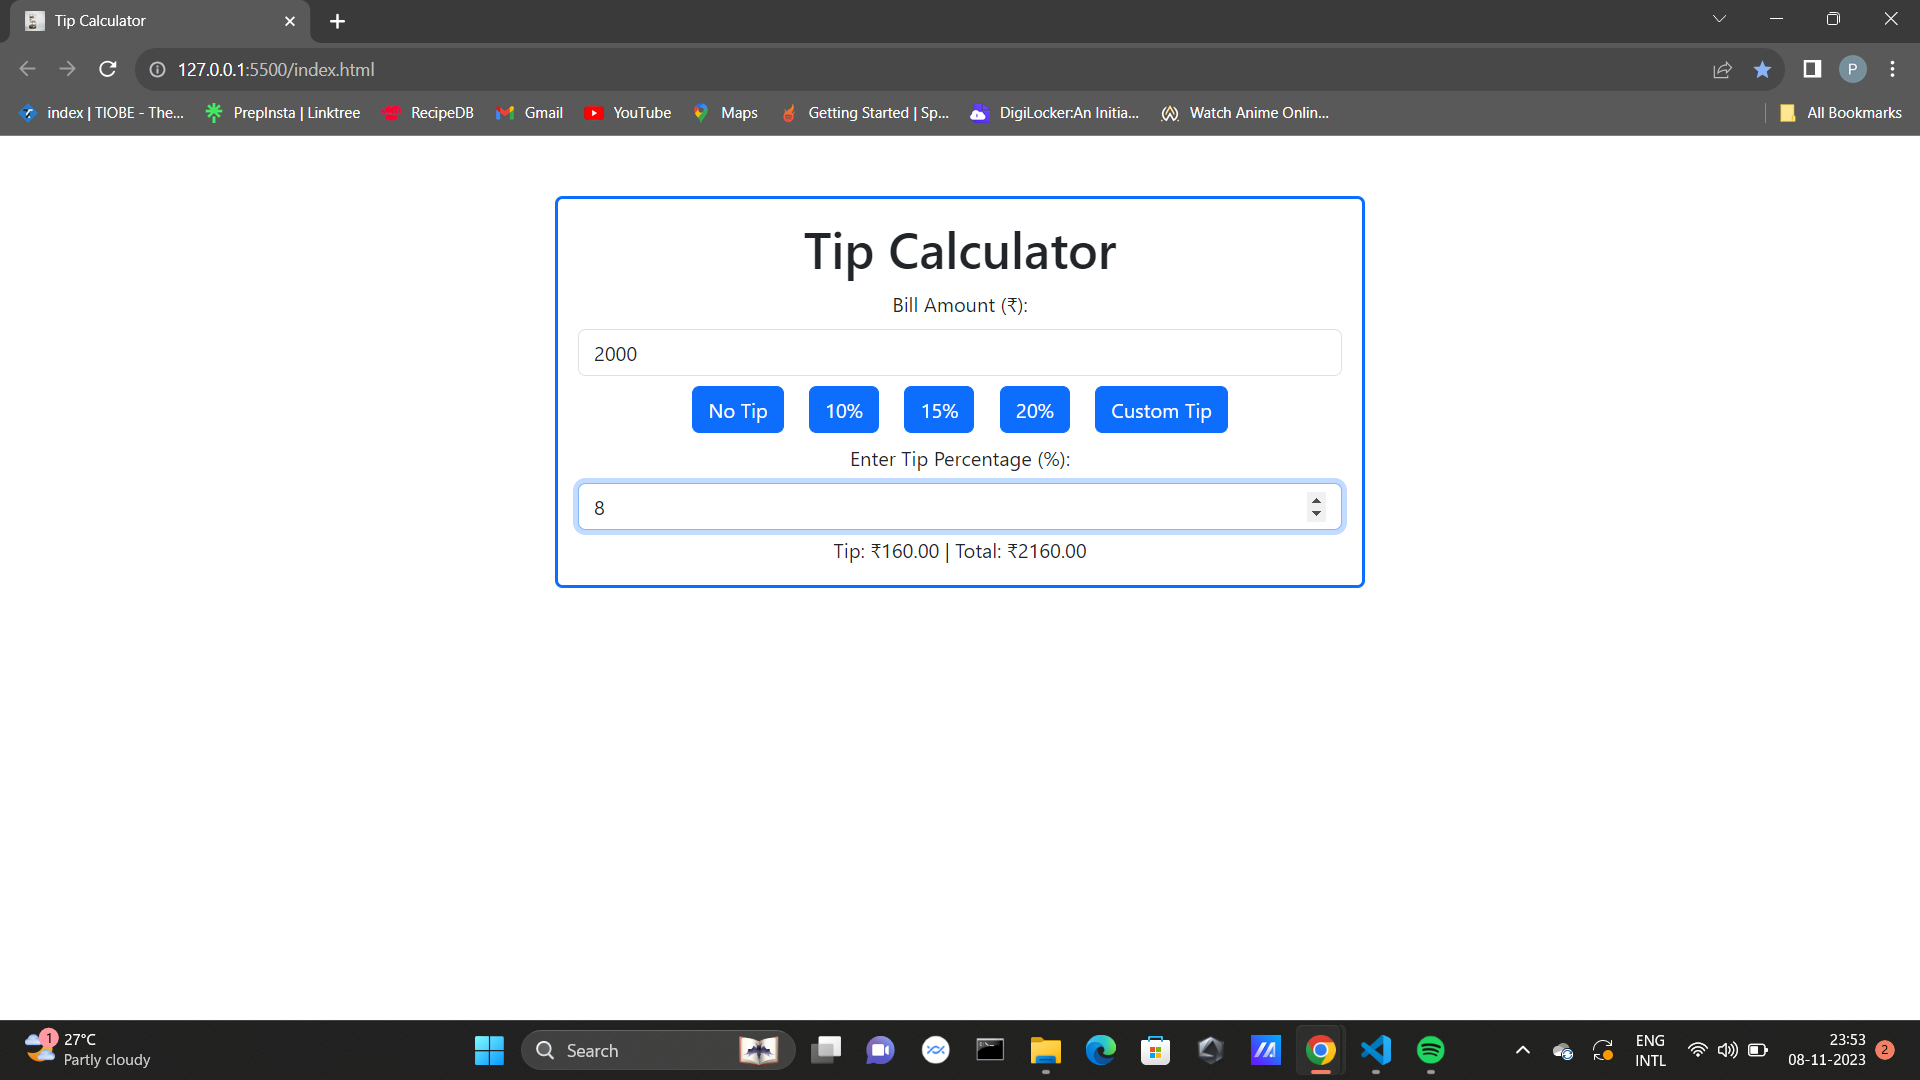 Tip Calculator
127.0.0.1:5500/index.html
index | TIOBE - The... PrepInsta | Linktree RecipeDB Gmail YouTube Maps Getting Started | Sp... DigiLocker:An Initia... Watch Anime Onlin... All Bookmarks
P
Tip Calculator
Bill Amount (₹):
2000
No Tip 10% 15% 20% Custom Tip
Enter Tip Percentage (%):
8
Tip: ₹160.00 | Total: ₹2160.00
1
27°C
Partly cloudy
Search
ENG
INTL
23:53
08-11-2023
2